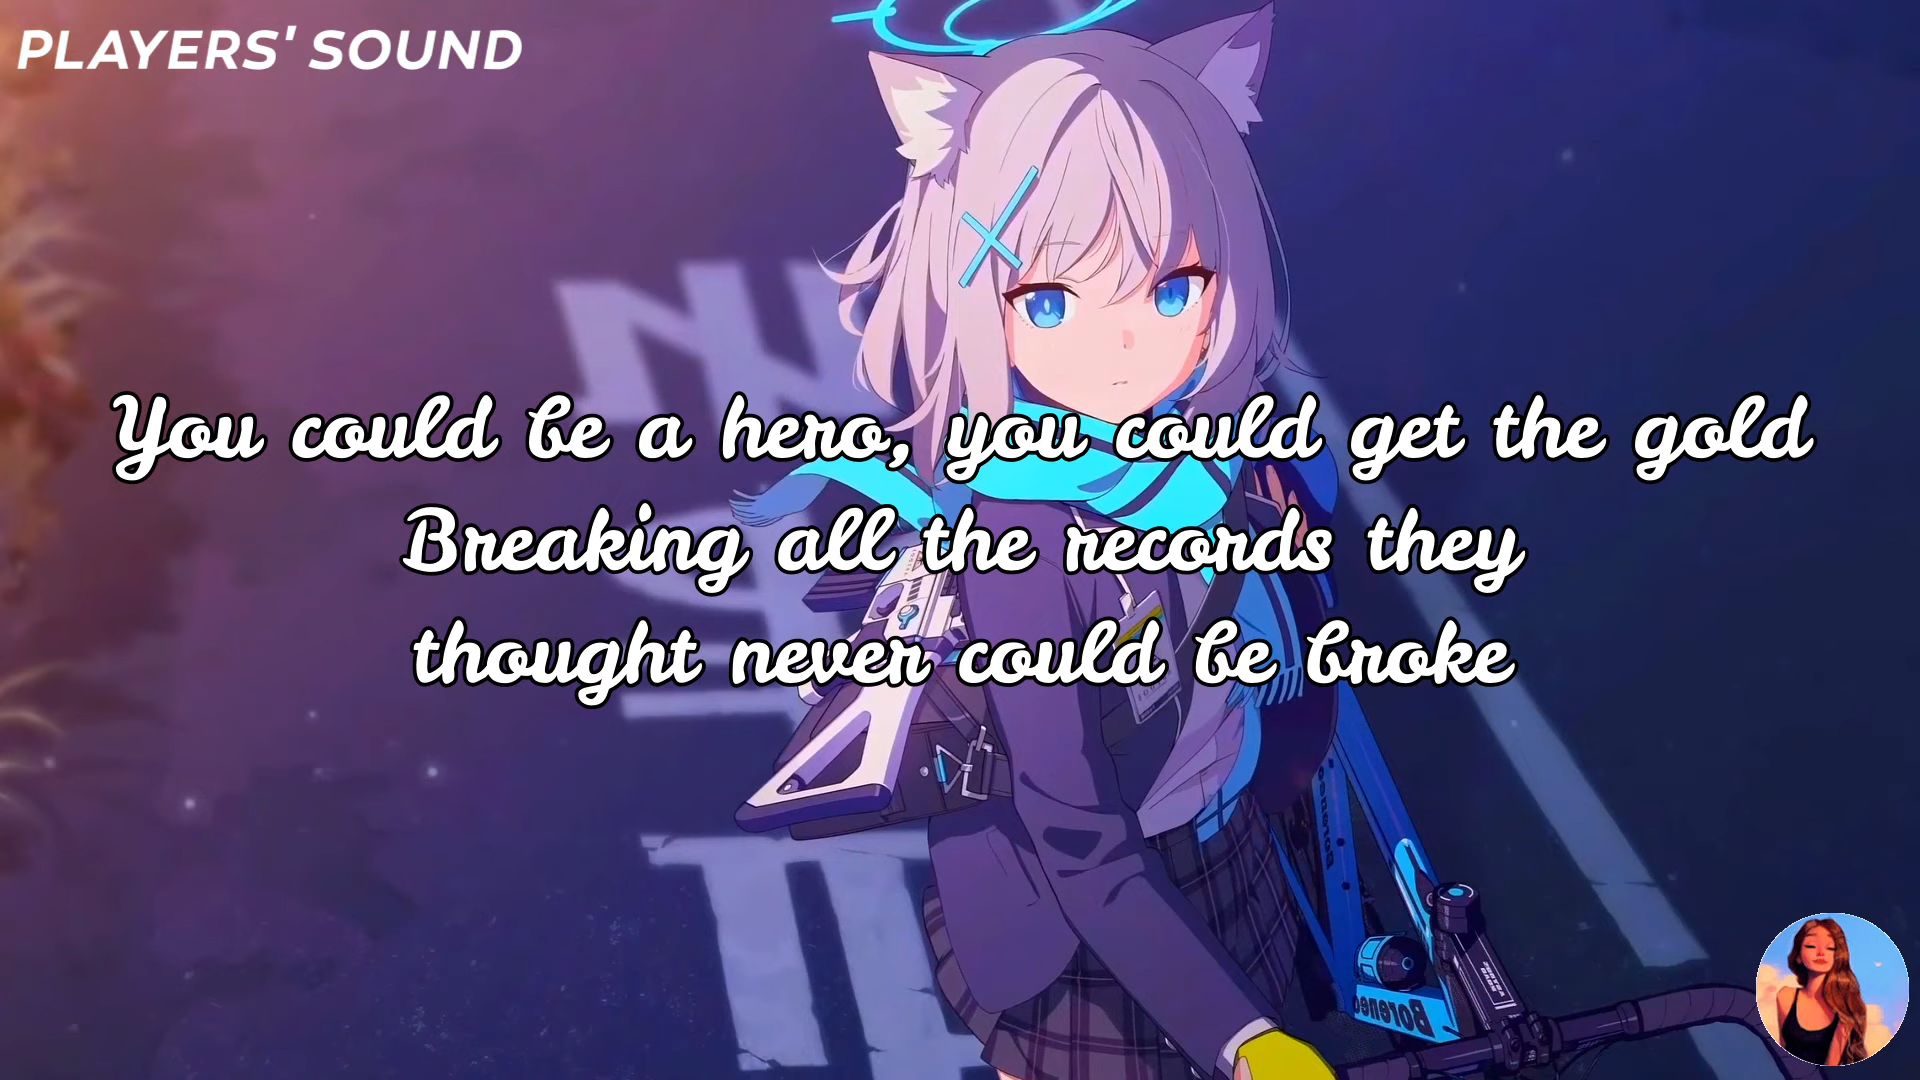 PLAYERS' SOUND
You could be a hero, you could get the gold
Breaking all the records they
thought never could be broke
Boreneo